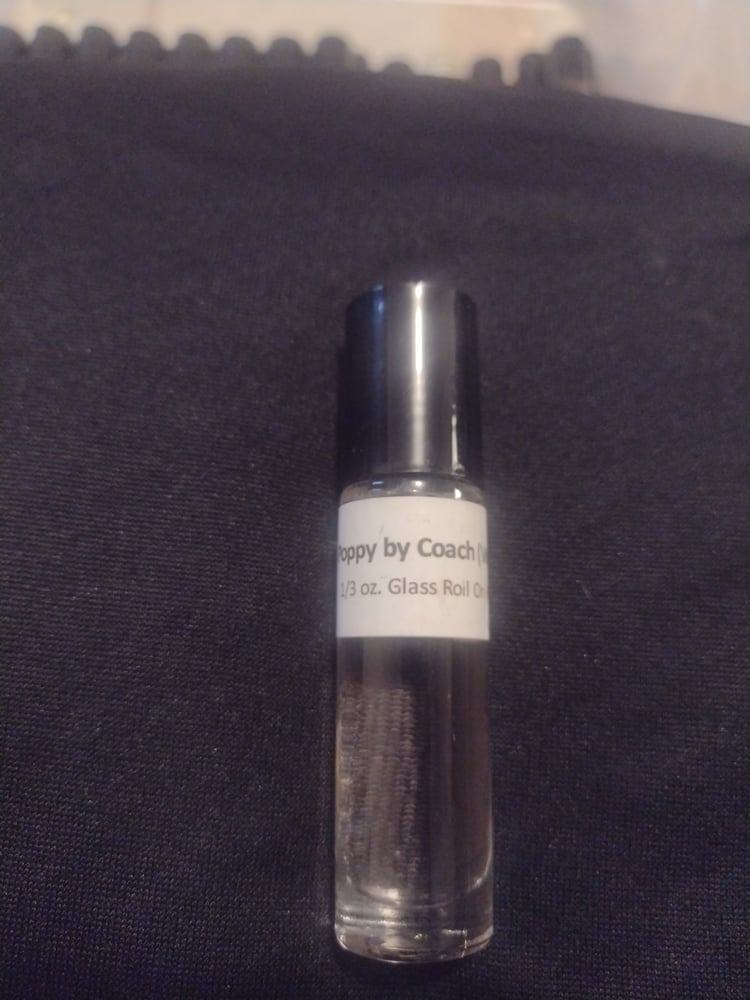 Poppy by Coach (W
1/3 oz. Glass Roll On